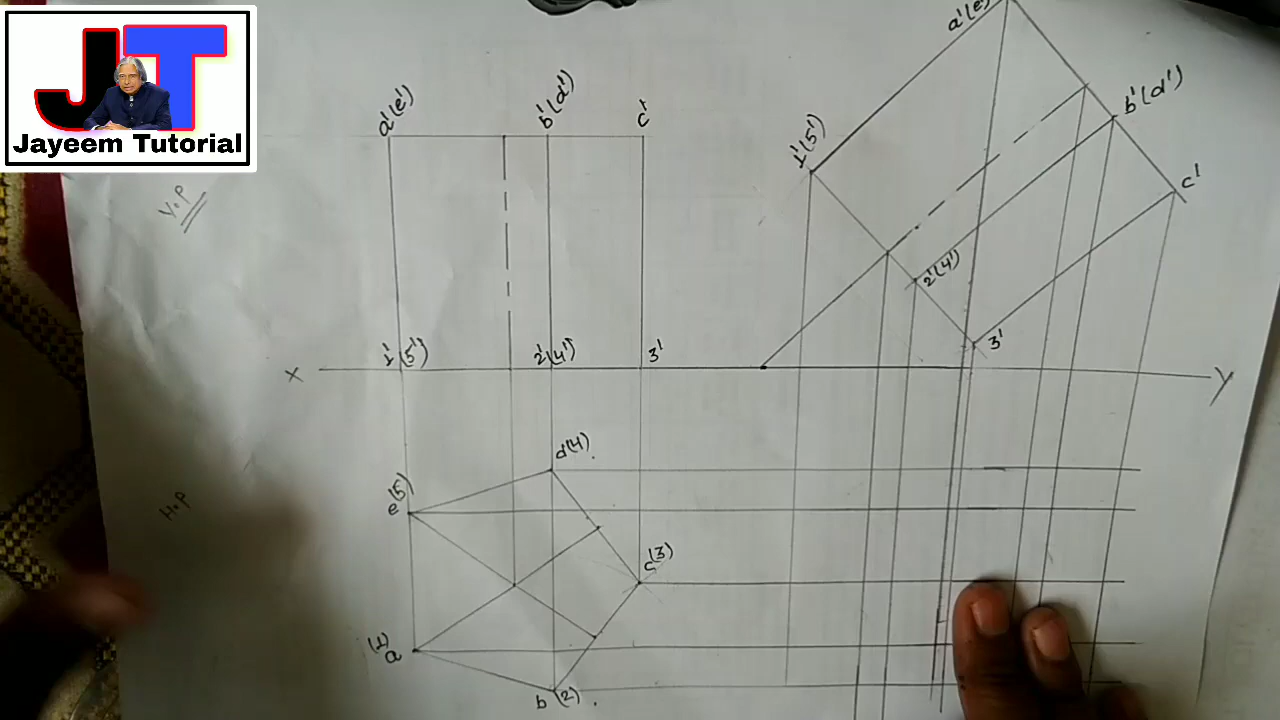 JT
Jayeem Tutorial
V.P
a'(e')
b'(d')
c'
1'(5')
2'(4')
3'
X
Y
a'(e')
b'(d')
c'
1'(5')
2'(4')
3'
H.P
d(4).
e(5)
c(3)
(1)
a
b(2).